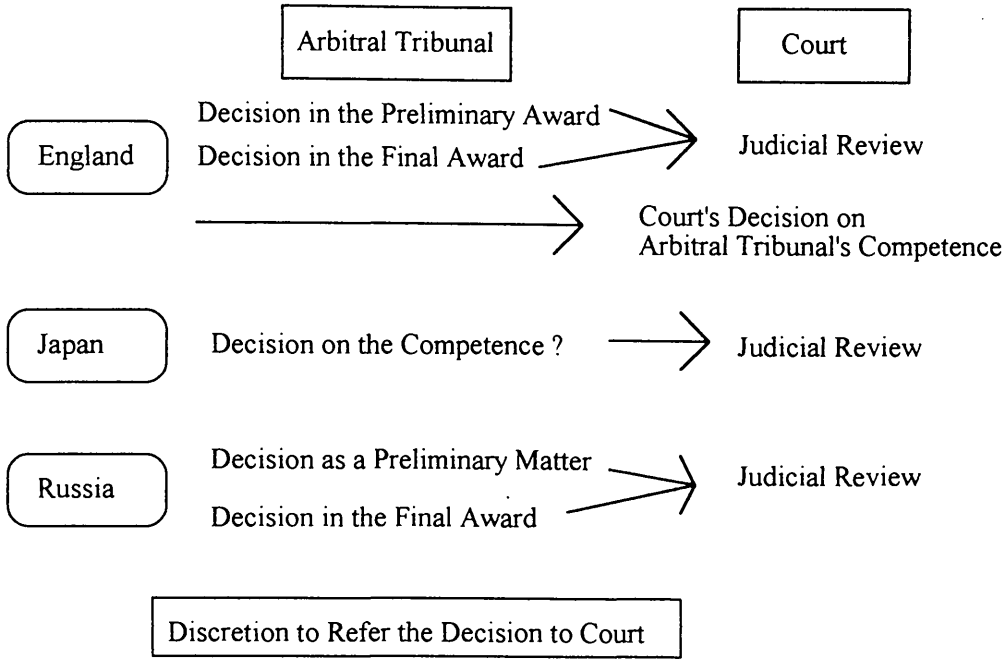 Arbitral Tribunal
Court
England
Decision in the Preliminary Award
Decision in the Final Award
Judicial Review
Court's Decision on
Arbitral Tribunal's Competence
Japan
Decision on the Competence ?
Judicial Review
Russia
Decision as a Preliminary Matter
Decision in the Final Award
Judicial Review
Discretion to Refer the Decision to Court